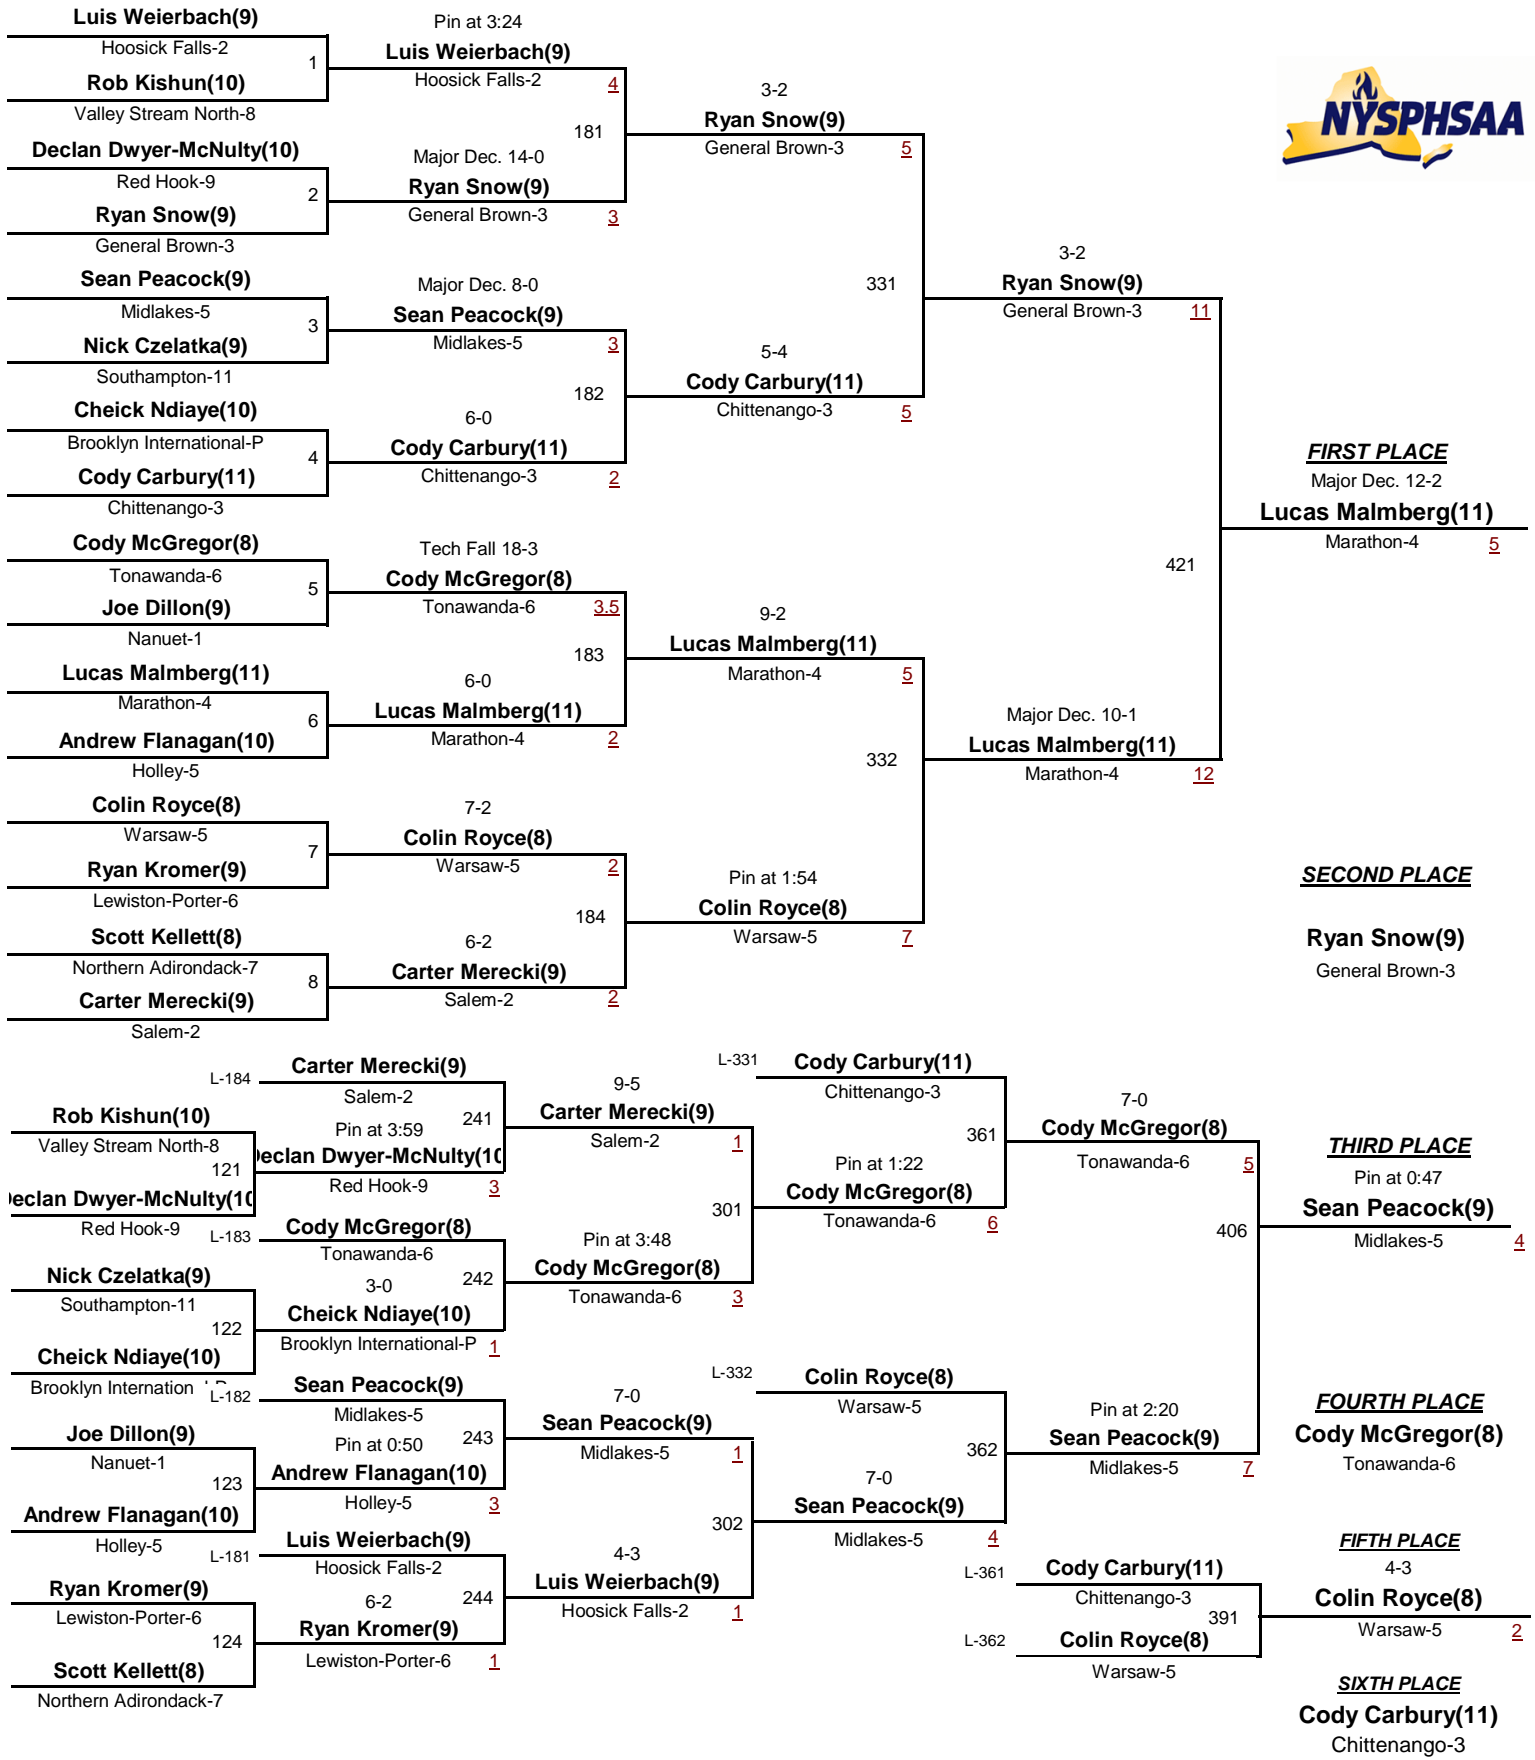 Luis Weierbach(9)
Hoosick Falls-2
1
Rob Kishun(10)
Valley Stream North-8
Declan Dwyer-McNulty(10)
Red Hook-9
2
Ryan Snow(9)
General Brown-3
Sean Peacock(9)
Midlakes-5
3
Nick Czelatka(9)
Southampton-11
Cheick Ndiaye(10)
Brooklyn International-P
4
Cody Carbury(11)
Chittenango-3
Cody McGregor(8)
Tonawanda-6
5
Joe Dillon(9)
Nanuet-1
Lucas Malmberg(11)
Marathon-4
6
Andrew Flanagan(10)
Holley-5
Colin Royce(8)
Warsaw-5
7
Ryan Kromer(9)
Lewiston-Porter-6
Scott Kellett(8)
Northern Adirondack-7
8
Carter Merecki(9)
Salem-2
Pin at 3:24
Luis Weierbach(9)
Hoosick Falls-2
4
181
Major Dec. 14-0
Ryan Snow(9)
General Brown-3
3
Major Dec. 8-0
Sean Peacock(9)
Midlakes-5
3
182
6-0
Cody Carbury(11)
Chittenango-3
2
Tech Fall 18-3
Cody McGregor(8)
Tonawanda-6
3.5
183
6-0
Lucas Malmberg(11)
Marathon-4
2
7-2
Colin Royce(8)
Warsaw-5
2
184
6-2
Carter Merecki(9)
Salem-2
2
3-2
Ryan Snow(9)
General Brown-3
5
331
5-4
Cody Carbury(11)
Chittenango-3
5
9-2
Lucas Malmberg(11)
Marathon-4
5
332
Pin at 1:54
Colin Royce(8)
Warsaw-5
7
3-2
Ryan Snow(9)
General Brown-3
11
421
Major Dec. 10-1
Lucas Malmberg(11)
Marathon-4
12
NYSPHSAA
FIRST PLACE
Major Dec. 12-2
Lucas Malmberg(11)
Marathon-4
5
SECOND PLACE
Ryan Snow(9)
General Brown-3
Rob Kishun(10)
Valley Stream North-8
121
Declan Dwyer-McNulty(10
Red Hook-9
Nick Czelatka(9)
Southampton-11
122
Cheick Ndiaye(10)
Brooklyn Internation
Joe Dillon(9)
Nanuet-1
123
Andrew Flanagan(10)
Holley-5
Ryan Kromer(9)
Lewiston-Porter-6
124
Scott Kellett(8)
Northern Adirondack-7
L-184
Carter Merecki(9)
Salem-2
241
Pin at 3:59
Declan Dwyer-McNulty(10
Red Hook-9
3
L-183
Cody McGregor(8)
Tonawanda-6
242
3-0
Cheick Ndiaye(10)
Brooklyn International-P
1
L-182
Sean Peacock(9)
Midlakes-5
243
Pin at 0:50
Andrew Flanagan(10)
Holley-5
3
L-181
Luis Weierbach(9)
Hoosick Falls-2
244
6-2
Ryan Kromer(9)
Lewiston-Porter-6
1
9-5
Carter Merecki(9)
Salem-2
1
301
Pin at 3:48
Cody McGregor(8)
Tonawanda-6
3
7-0
Sean Peacock(9)
Midlakes-5
1
302
4-3
Luis Weierbach(9)
Hoosick Falls-2
1
L-331
Cody Carbury(11)
Chittenango-3
361
Pin at 1:22
Cody McGregor(8)
Tonawanda-6
6
L-332
Colin Royce(8)
Warsaw-5
362
7-0
Sean Peacock(9)
Midlakes-5
4
7-0
Cody McGregor(8)
Tonawanda-6
5
406
Pin at 2:20
Sean Peacock(9)
Midlakes-5
7
THIRD PLACE
Pin at 0:47
Sean Peacock(9)
Midlakes-5
4
FOURTH PLACE
Cody McGregor(8)
Tonawanda-6
L-361
Cody Carbury(11)
Chittenango-3
391
L-362
Colin Royce(8)
Warsaw-5
FIFTH PLACE
4-3
Colin Royce(8)
Warsaw-5
2
SIXTH PLACE
Cody Carbury(11)
Chittenango-3